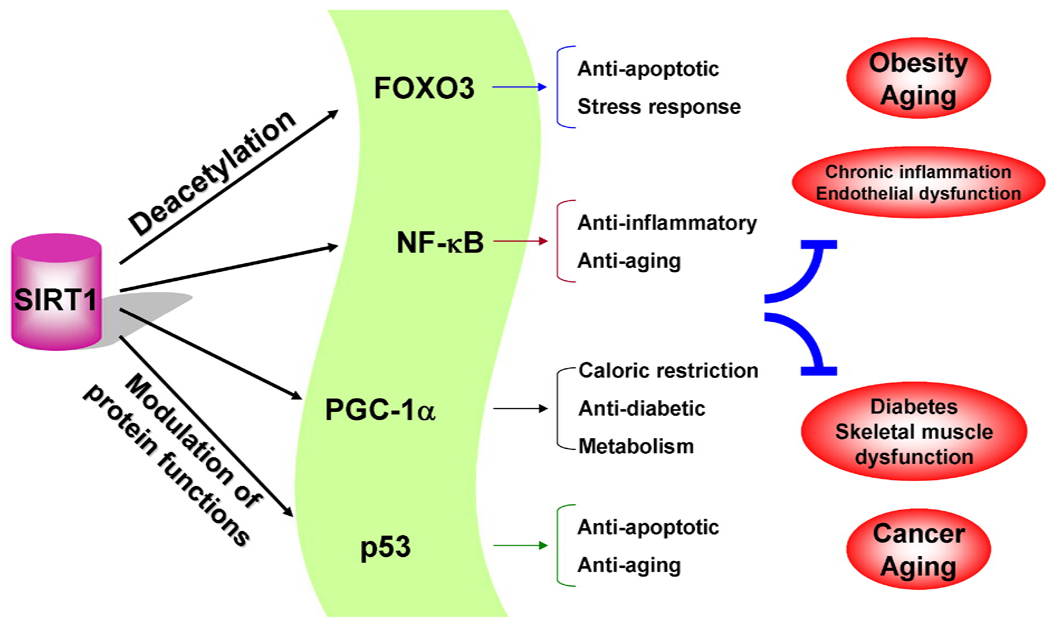 SIRT1
Deacetylation
Modulation of
protein functions
FOXO3
Anti-apoptotic
Stress response
NF-κB
Anti-inflammatory
Anti-aging
PGC-1α
Caloric restriction
Anti-diabetic
Metabolism
p53
Anti-apoptotic
Anti-aging
Obesity
Aging
Chronic inflammation
Endothelial dysfunction
Diabetes
Skeletal muscle
dysfunction
Cancer
Aging